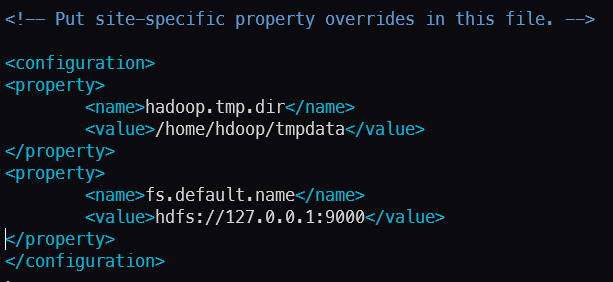 <!-- Put site-specific property overrides in this file. -->
<configuration>
<property>
<name>hadoop.tmp.dir</name>
<value>/home/hdoop/tmpdata</value>
</property>
<property>
<name>fs.default.name</name>
<value>hdfs://127.0.0.1:9000</value>
</property>
</configuration>